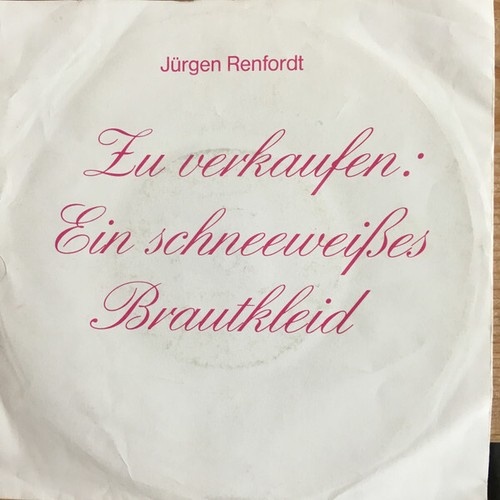 Jürgen Renfordt
Zu verkaufen:
Ein schneeweißes
Brautkleid